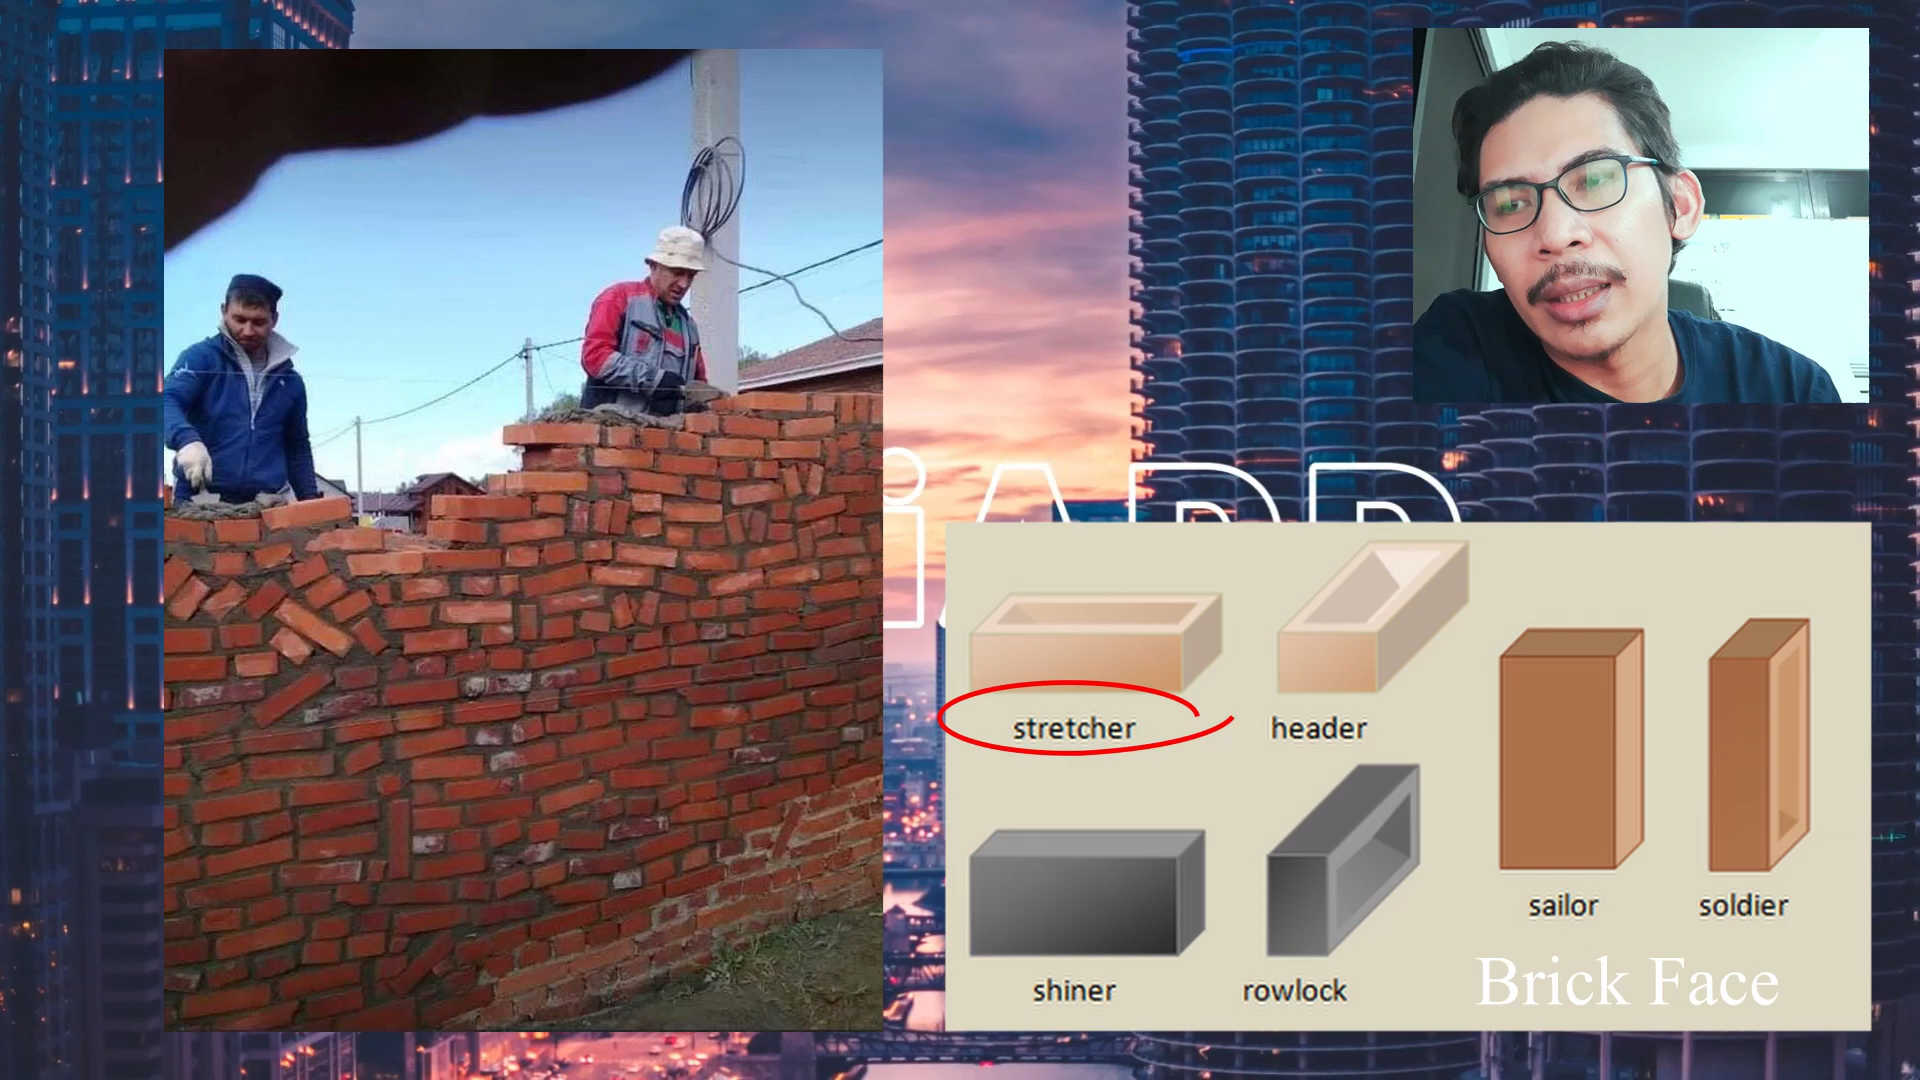 stretcher
header
sailor
soldier
shiner
rowlock
Brick Face